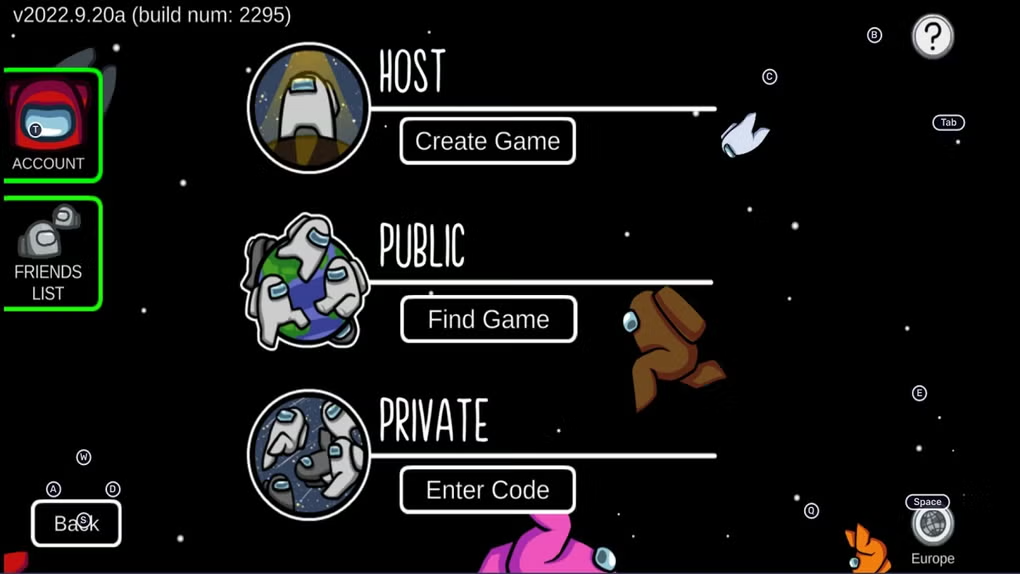 v2022.9.20a (build num: 2295)
HOST
B
?
C
Create Game
Tab
T
ACCOUNT
PUBLIC
FRIENDS
LIST
Find Game
E
PRIVATE
W
Enter Code
A
D
Q
Space
Back
S
Europe